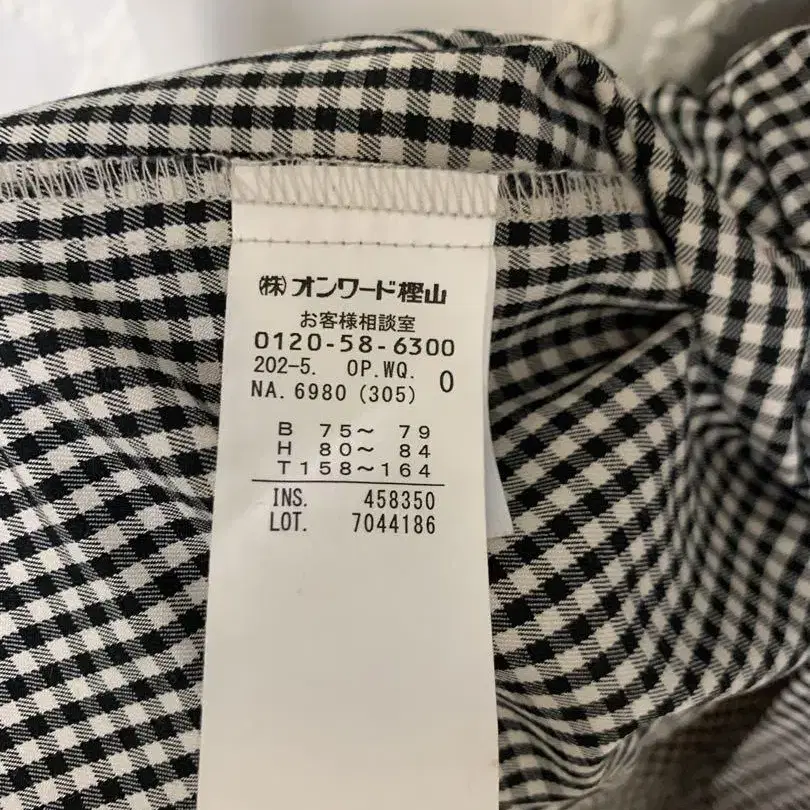 (株)オンワード樫山
お客様相談室
0120-58-6300
202-5. OP.WQ. 0
NA. 6980 (305)
B 75～ 79
H 80～ 84
T 158～164
INS. 458350
LOT. 7044186